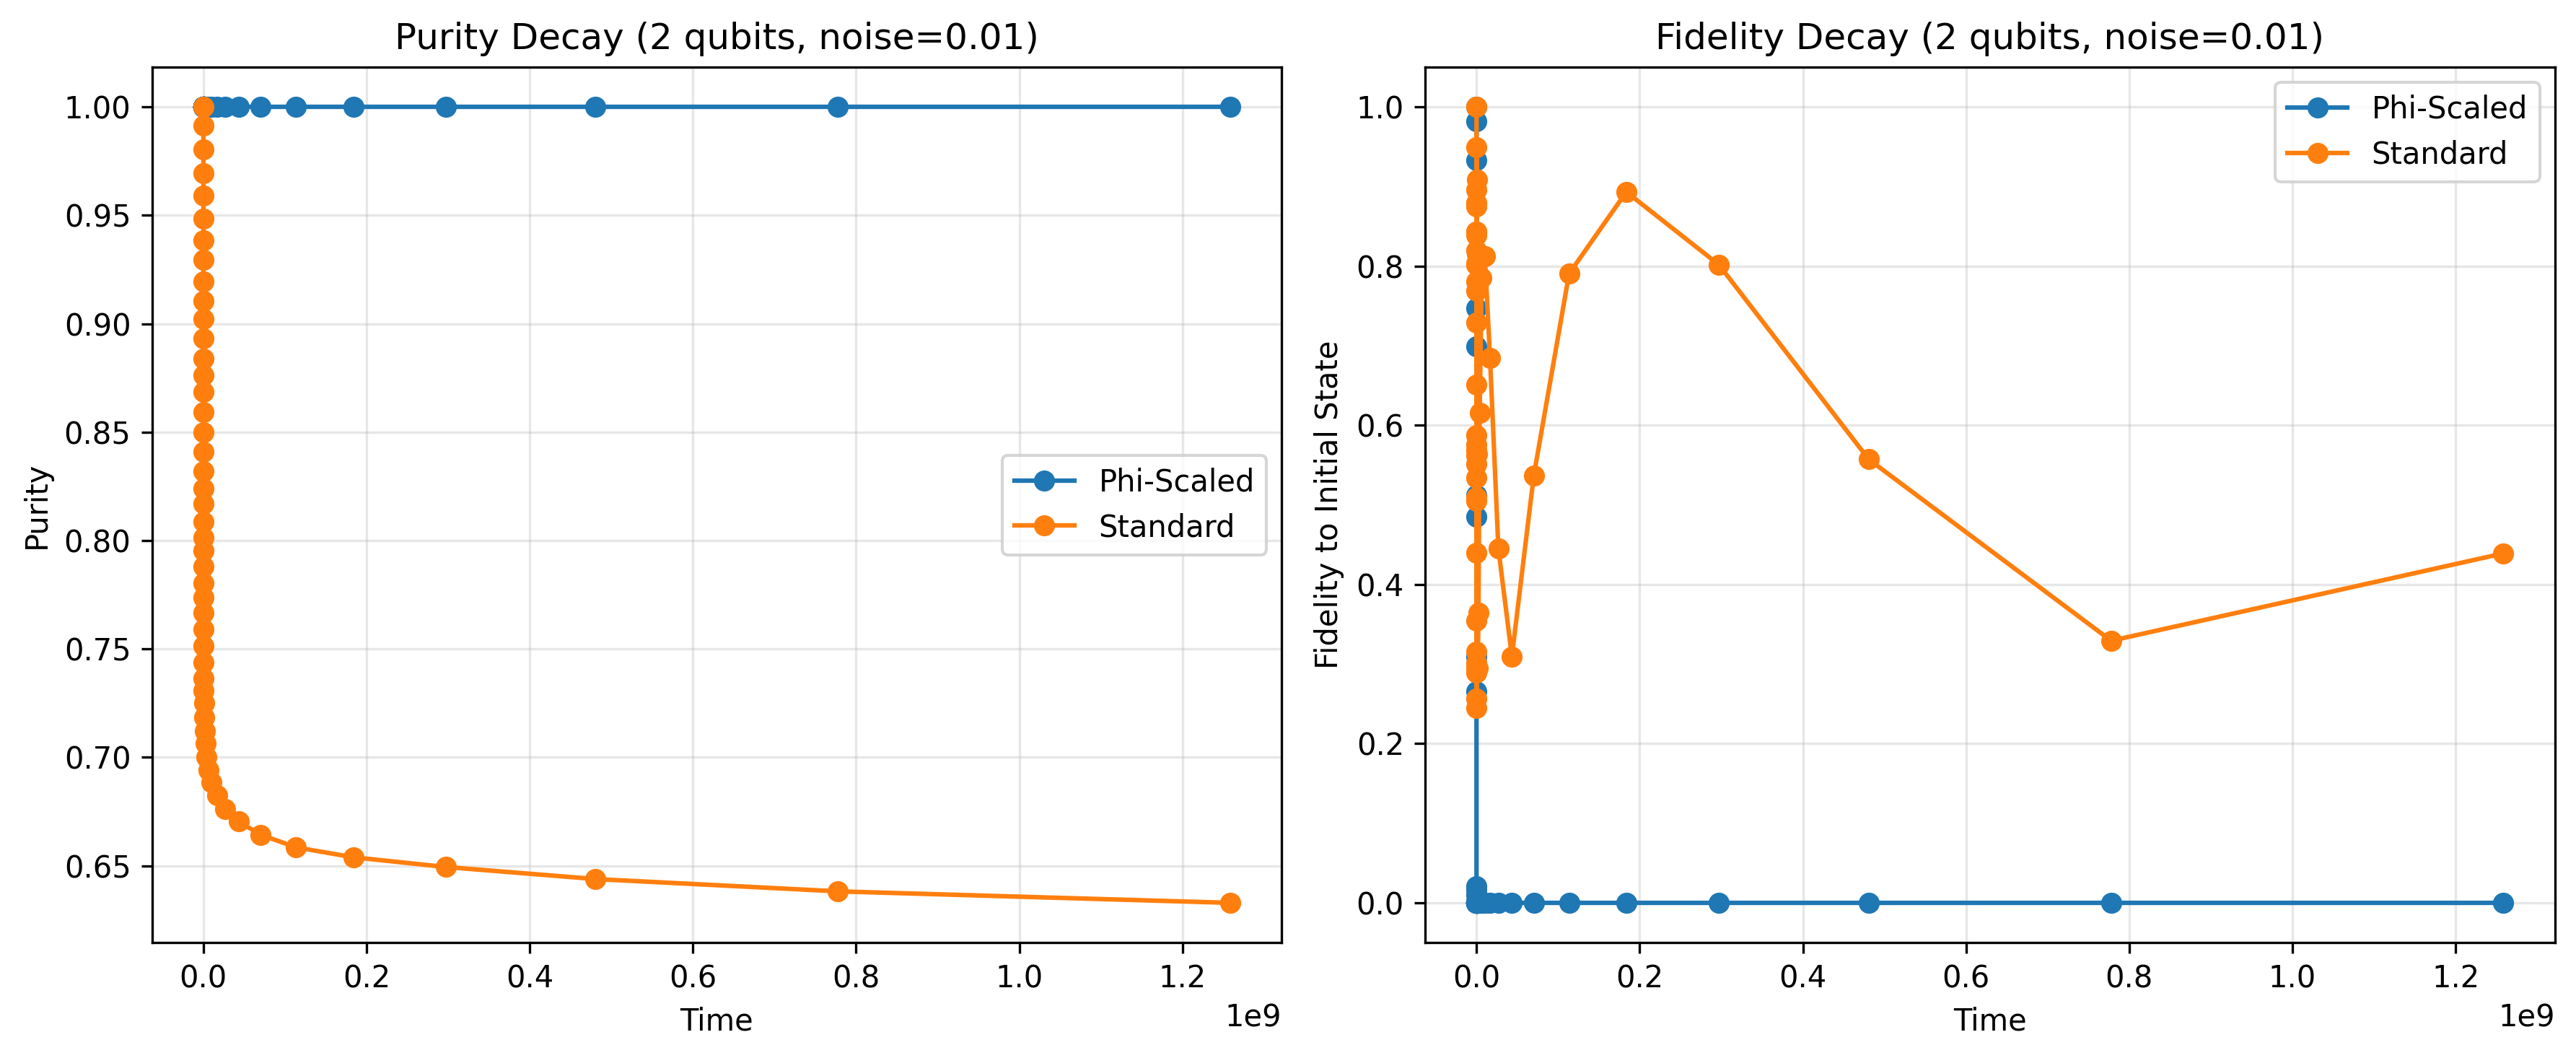 Purity Decay (2 qubits, noise=0.01)
Purity
1.00
0.95
0.90
0.85
0.80
0.75
0.70
0.65
Phi-Scaled
Standard
0.0 0.2 0.4 0.6 0.8 1.0 1.2
1e9
Time
Fidelity Decay (2 qubits, noise=0.01)
Fidelity to Initial State
1.0
0.8
0.6
0.4
0.2
0.0
Phi-Scaled
Standard
0.0 0.2 0.4 0.6 0.8 1.0 1.2
1e9
Time